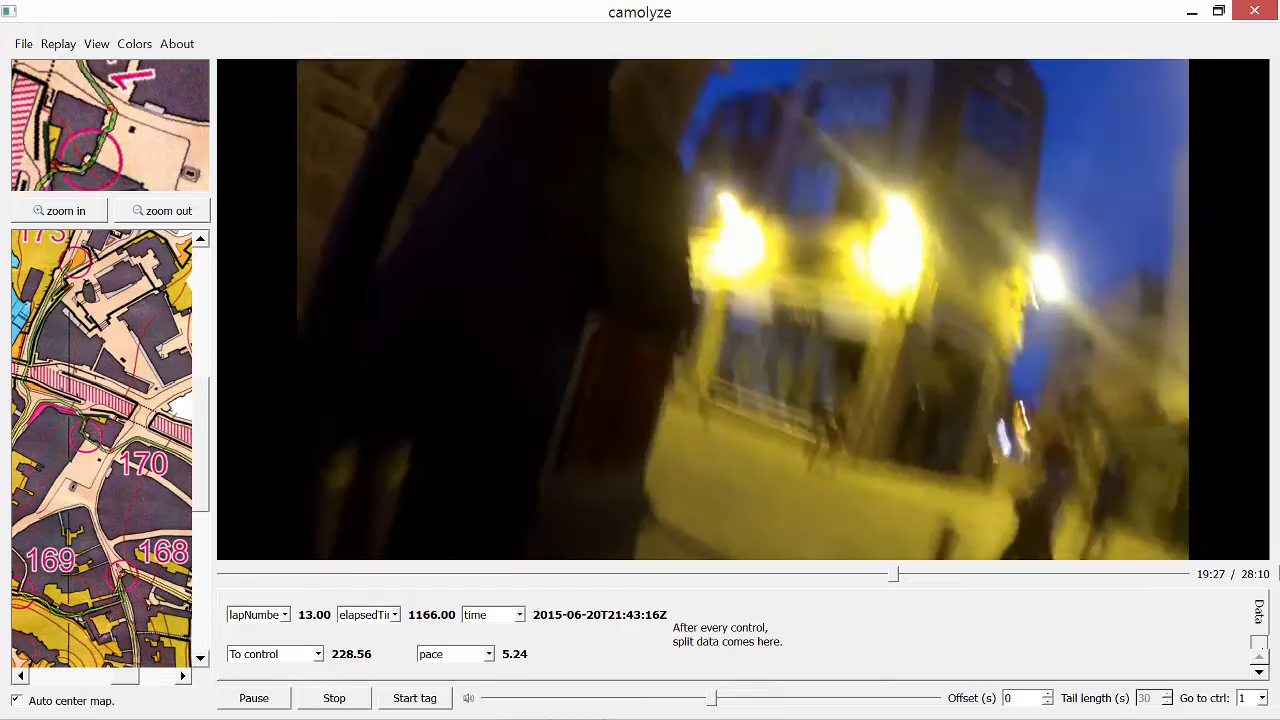 camolyze
File Replay View Colors About
zoom in zoom out
173
170
169
168
19:27 / 28:10
lapNumbe 13.00 elapsedTi 1166.00 time 2015-06-20T21:43:16Z
After every control,
split data comes here.
To control 228.56 pace 5.24
Data
Auto center map.
Pause Stop Start tag Offset (s) 0 Tail length (s) 30 Go to ctrl: 1